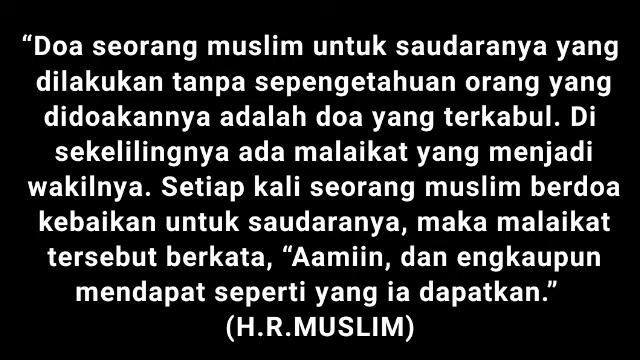 “Doa seorang muslim untuk saudaranya yang
dilakukan tanpa sepengetahuan orang yang
didoakannya adalah doa yang terkabul. Di
sekelilingnya ada malaikat yang menjadi
wakilnya. Setiap kali seorang muslim berdoa
kebaikan untuk saudaranya, maka malaikat
tersebut berkata, “Aamiin, dan engkaupun
mendapat seperti yang ia dapatkan.”
(H.R.MUSLIM)